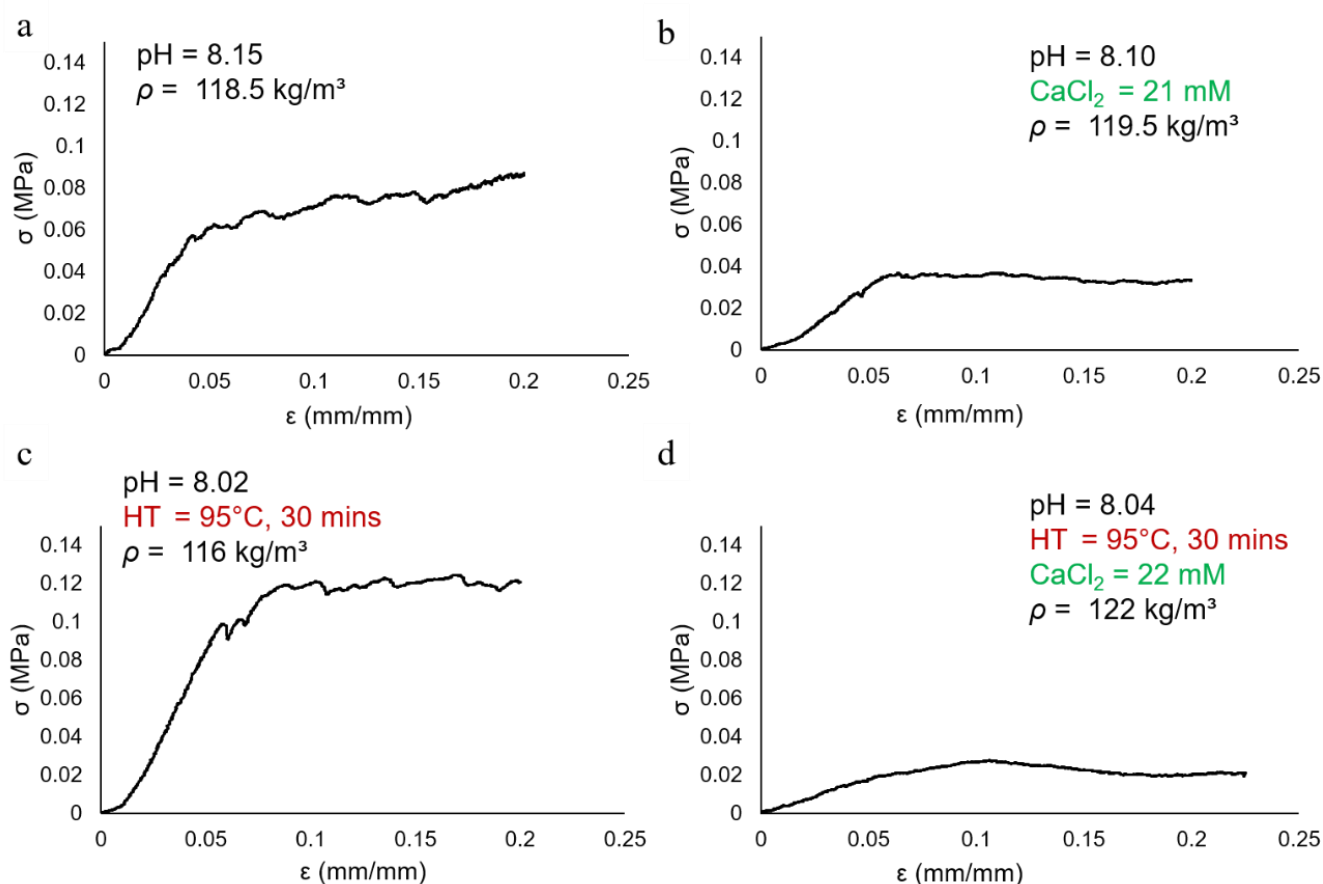 a
pH = 8.15
ρ = 118.5 kg/m³
0.14
0.12
0.1
0.08
0.06
0.04
0.02
0
σ (MPa)
0 0.05 0.1 0.15 0.2 0.25
ε (mm/mm)
b
pH = 8.10
CaCl₂ = 21 mM
ρ = 119.5 kg/m³
0.14
0.12
0.1
0.08
0.06
0.04
0.02
0
σ (MPa)
0 0.05 0.1 0.15 0.2 0.25
ε (mm/mm)
c
pH = 8.02
HT = 95°C, 30 mins
ρ = 116 kg/m³
0.14
0.12
0.1
0.08
0.06
0.04
0.02
0
σ (MPa)
0 0.05 0.1 0.15 0.2 0.25
ε (mm/mm)
d
pH = 8.04
HT = 95°C, 30 mins
CaCl₂ = 22 mM
ρ = 122 kg/m³
0.14
0.12
0.1
0.08
0.06
0.04
0.02
0
σ (MPa)
0 0.05 0.1 0.15 0.2 0.25
ε (mm/mm)